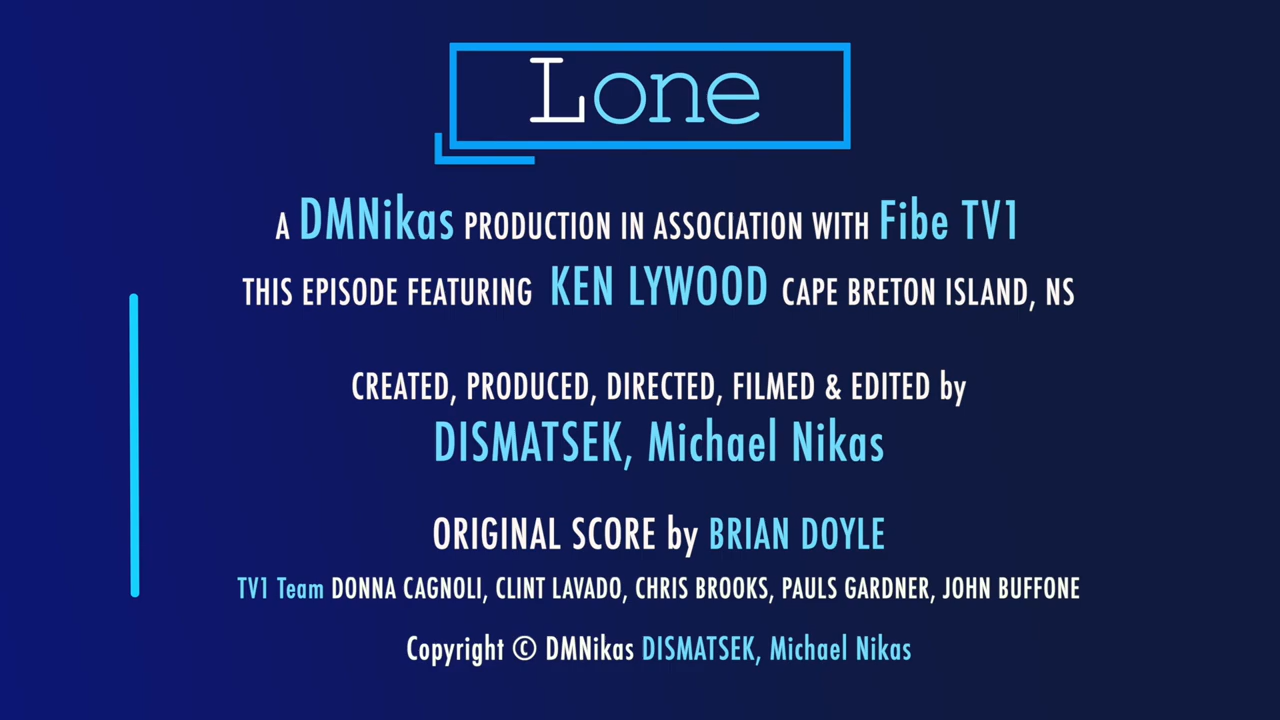 Lone
A DMNikas PRODUCTION IN ASSOCIATION WITH Fibe TV1
THIS EPISODE FEATURING KEN LYWOOD CAPE BRETON ISLAND, NS
CREATED, PRODUCED, DIRECTED, FILMED & EDITED by
DISMATSEK, Michael Nikas
ORIGINAL SCORE by BRIAN DOYLE
TV1 Team DONNA CAGNOLI, CLINT LAVADO, CHRIS BROOKS, PAULS GARDNER, JOHN BUFFONE
Copyright © DMNikas DISMATSEK, Michael Nikas